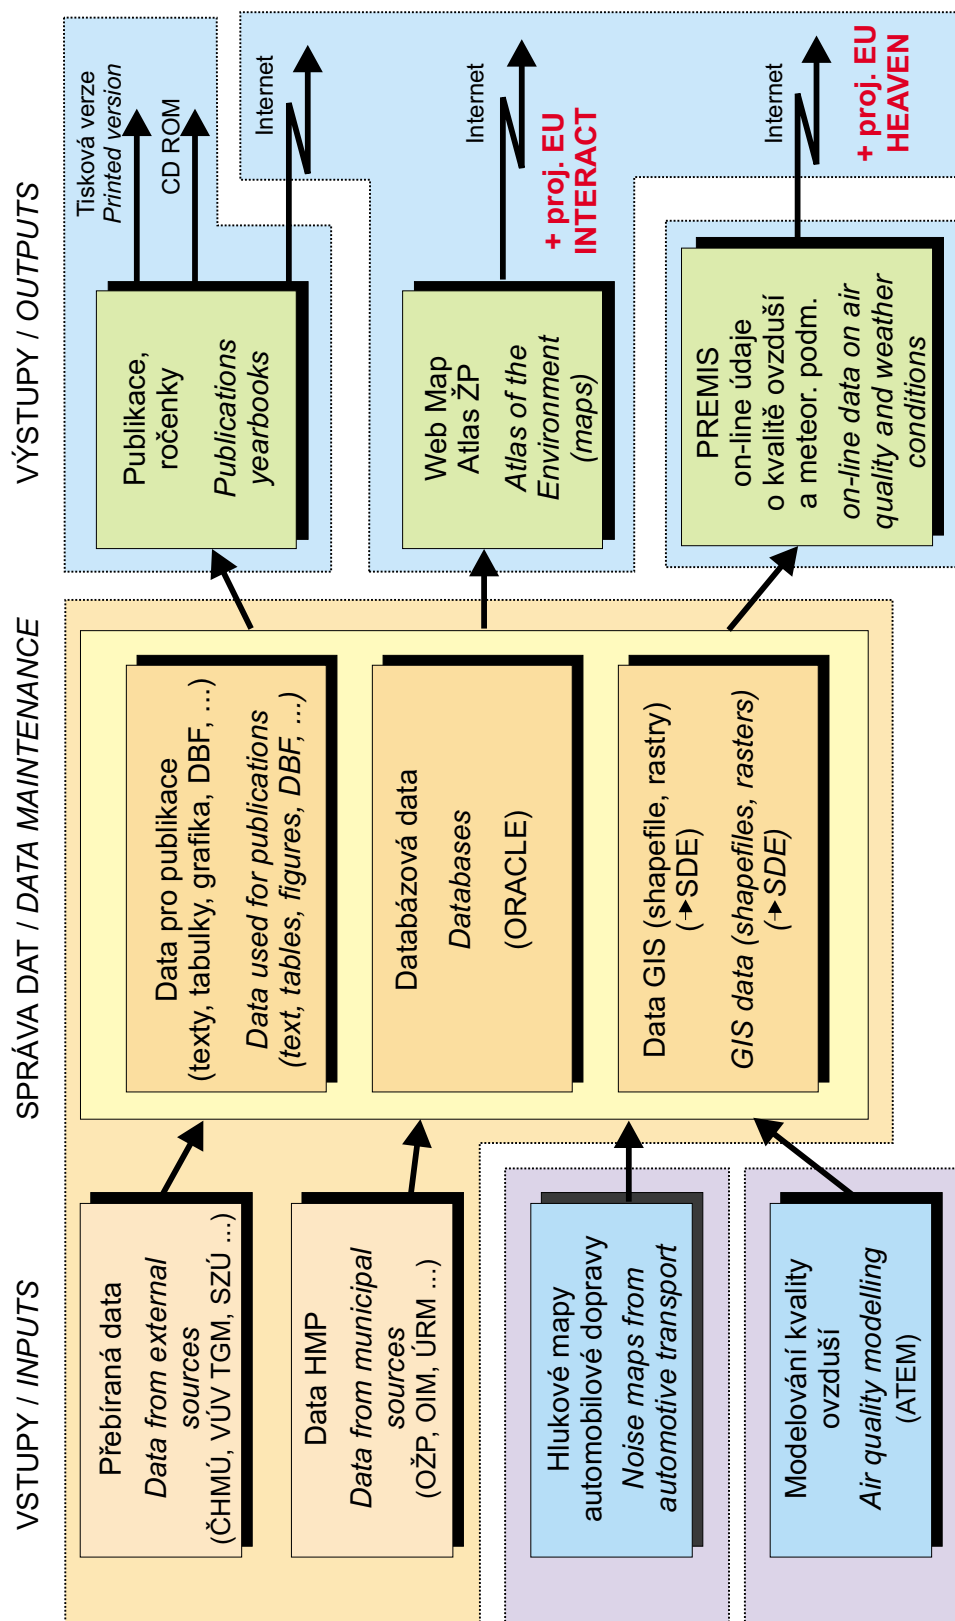 VSTUPY / INPUTS
SPRÁVA DAT / DATA MAINTENANCE
VÝSTUPY / OUTPUTS
Přebíraná data
Data from external
sources
(ČHMÚ, VÚV TGM, SZÚ ...)
Data HMP
Data from municipal
sources
(OŽP, OIM, ÚRM ...)
Hlukové mapy
automobilové dopravy
Noise maps from
automotive transport
Modelování kvality
ovzduší
Air quality modelling
(ATEM)
Data pro publikace
(texty, tabulky, grafika, DBF, ...)
Data used for publications
(text, tables, figures, DBF, ...)
Databázová data
Databases
(ORACLE)
Data GIS (shapefile, rastry)
(→SDE)
GIS data (shapefiles, rasters)
(→SDE)
Publikace,
ročenky
Publications
yearbooks
Tisková verze
Printed version
CD ROM
Internet
Web Map
Atlas ŽP
Atlas of the
Environment
(maps)
Internet
+ proj. EU
INTERACT
PREMIS
on-line údaje
o kvalitě ovzduší
a meteor. podm.
on-line data on air
quality and weather
conditions
Internet
+ proj. EU
HEAVEN